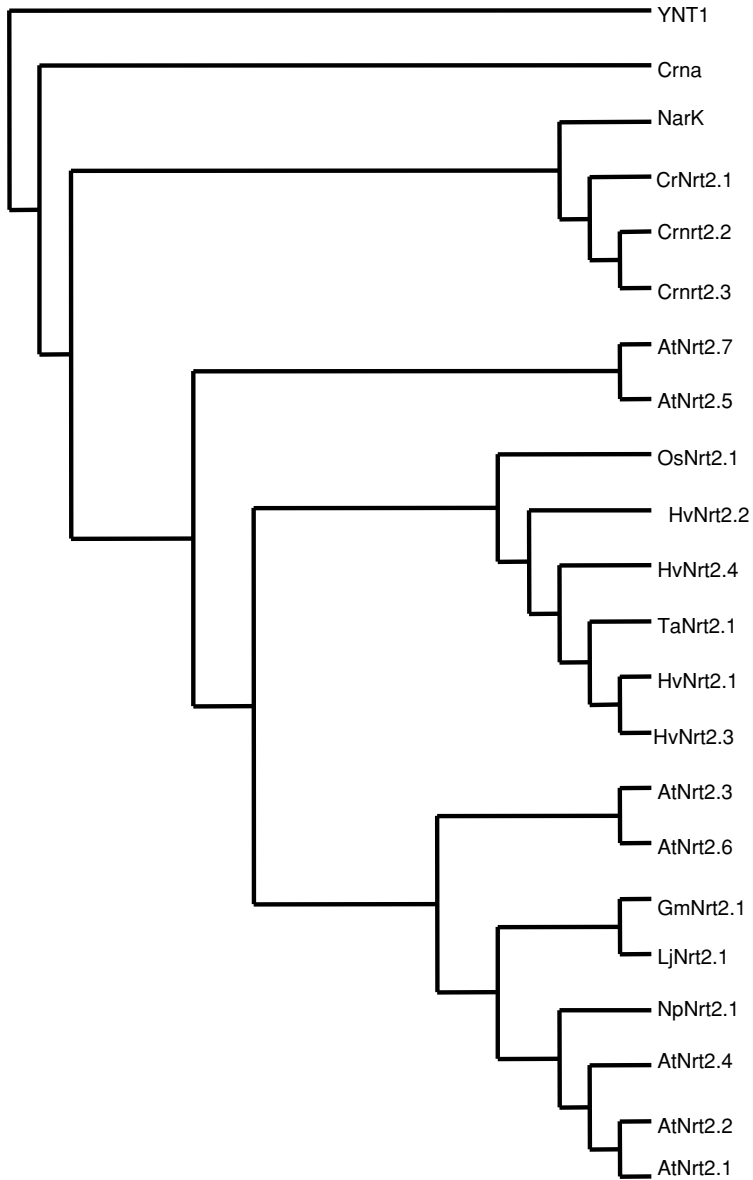 YNT1
Crna
NarK
CrNrt2.1
Crnrt2.2
Crnrt2.3
AtNrt2.7
AtNrt2.5
OsNrt2.1
HvNrt2.2
HvNrt2.4
TaNrt2.1
HvNrt2.1
HvNrt2.3
AtNrt2.3
AtNrt2.6
GmNrt2.1
LjNrt2.1
NpNrt2.1
AtNrt2.4
AtNrt2.2
AtNrt2.1